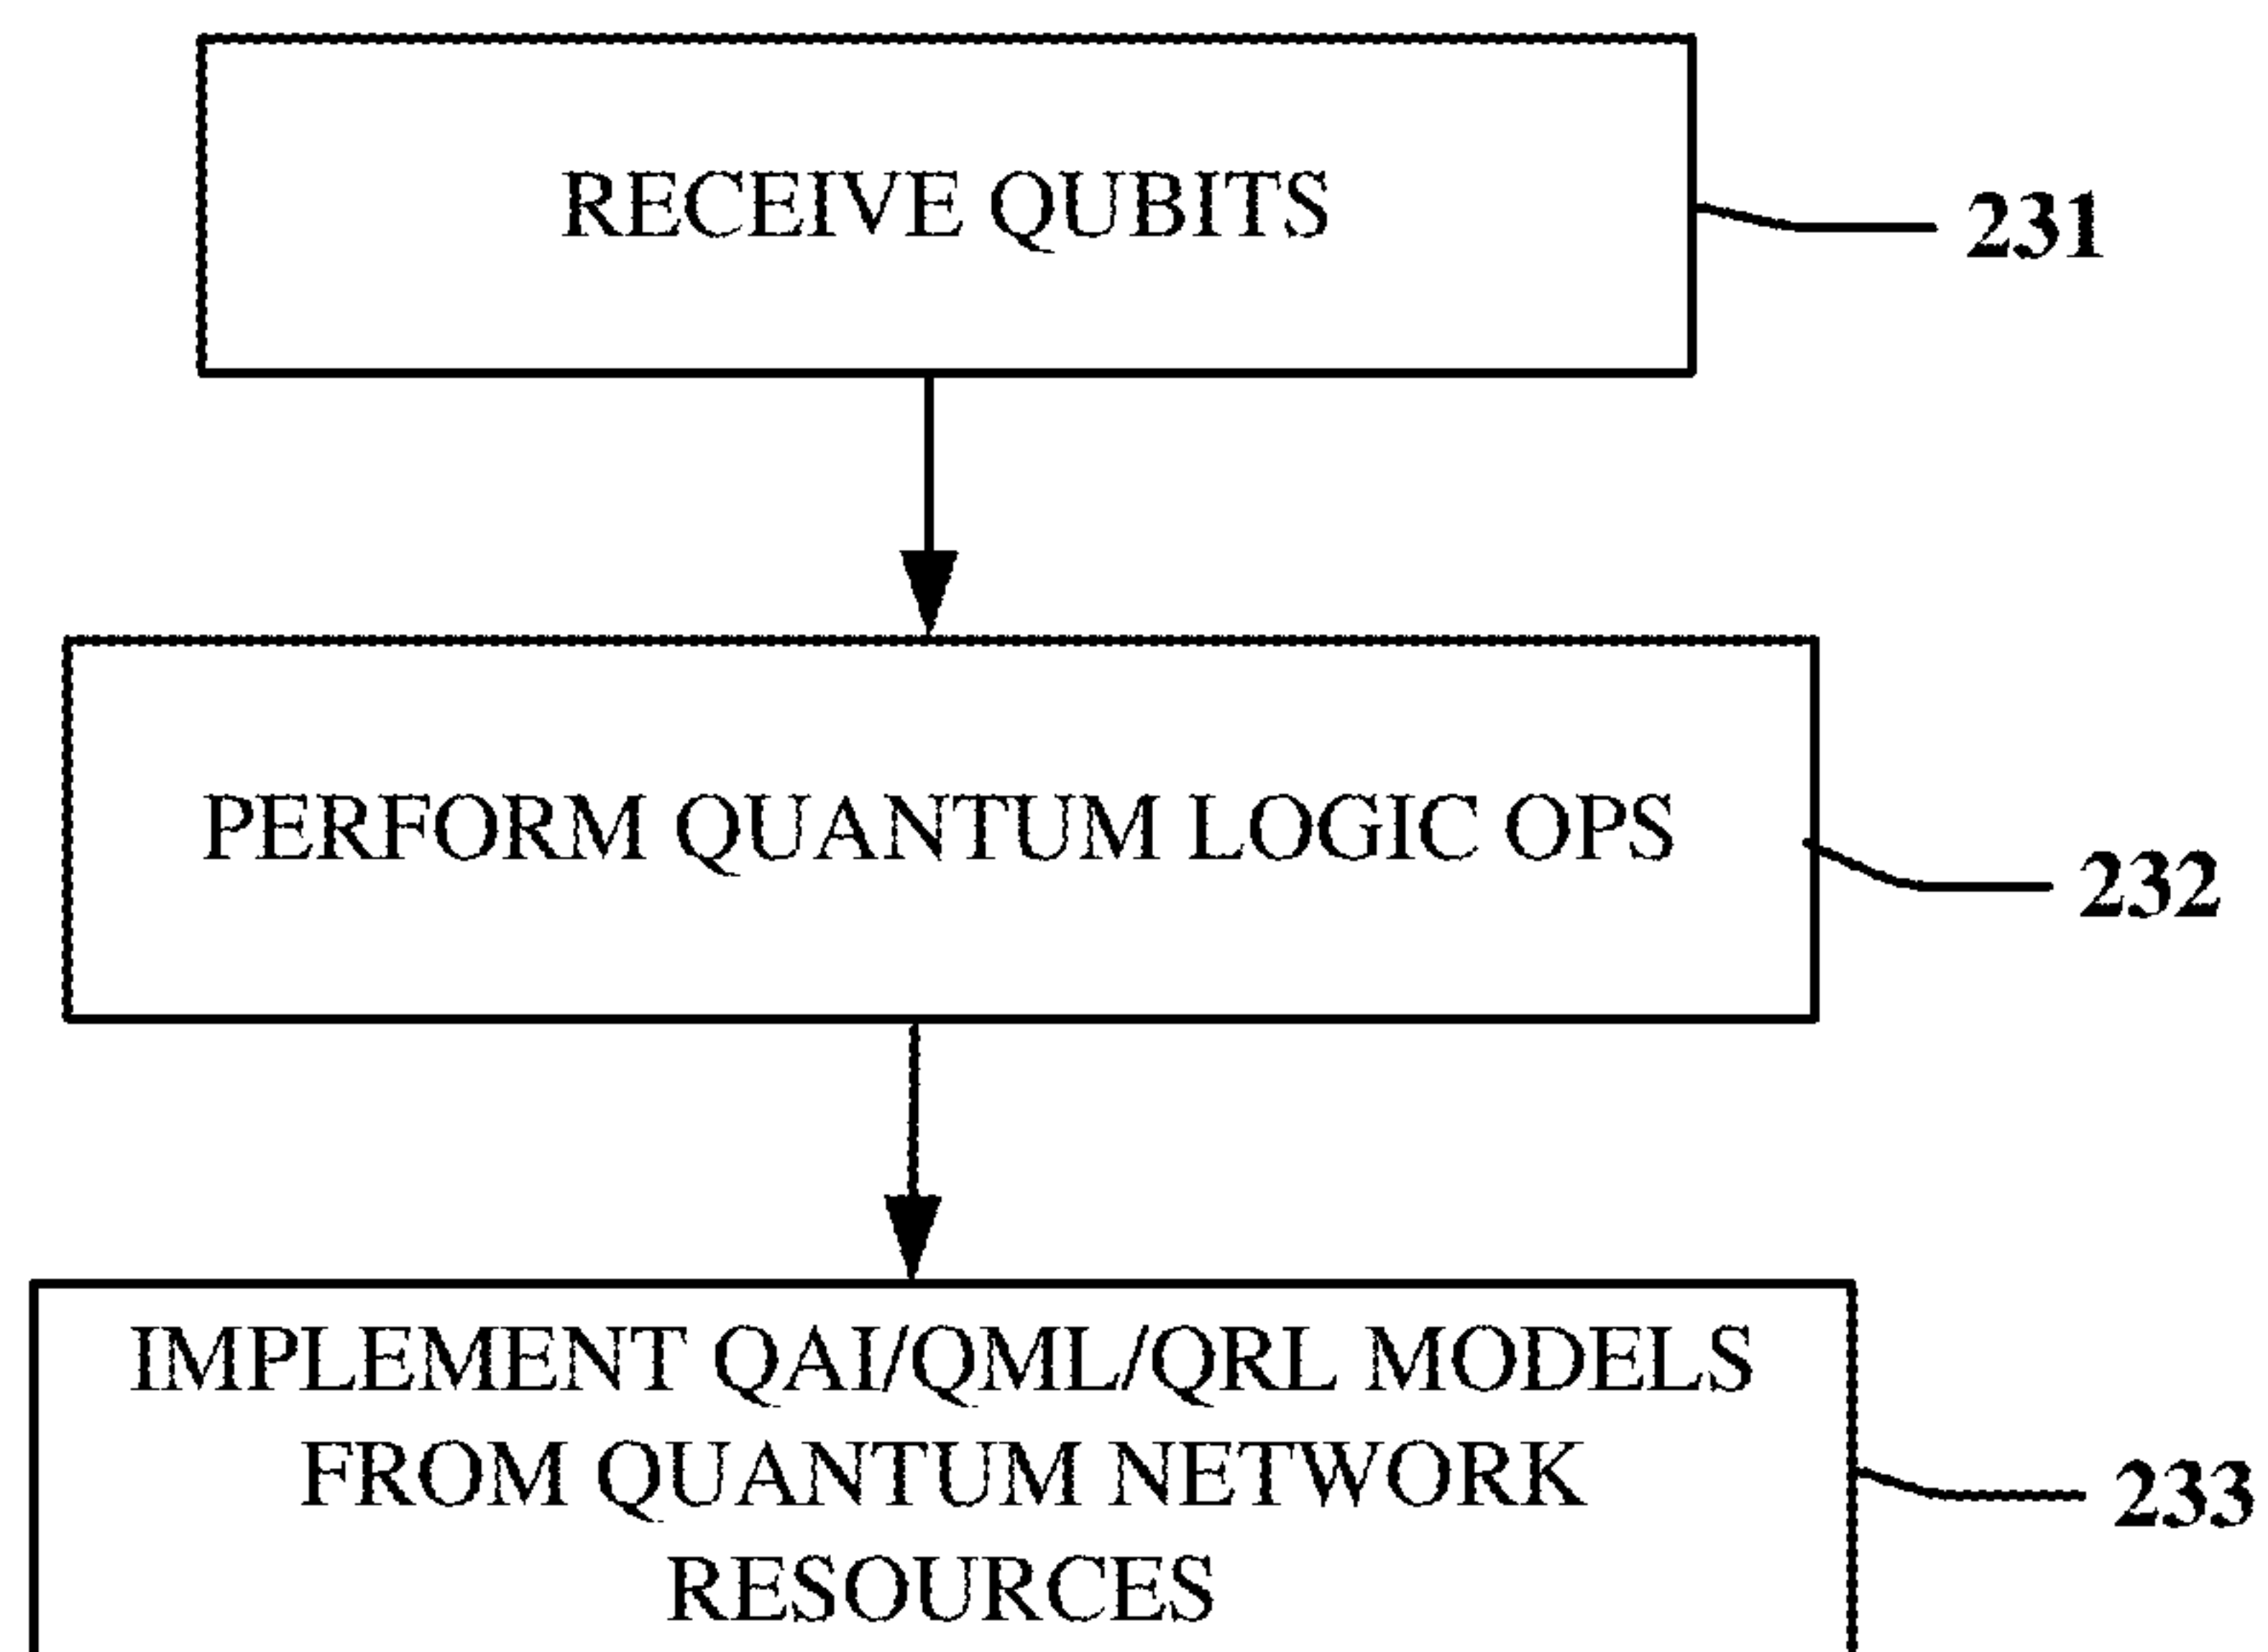 RECEIVE QUBITS
231
PERFORM QUANTUM LOGIC OPS
232
IMPLEMENT QAI/QML/QRL MODELS
FROM QUANTUM NETWORK
RESOURCES
233